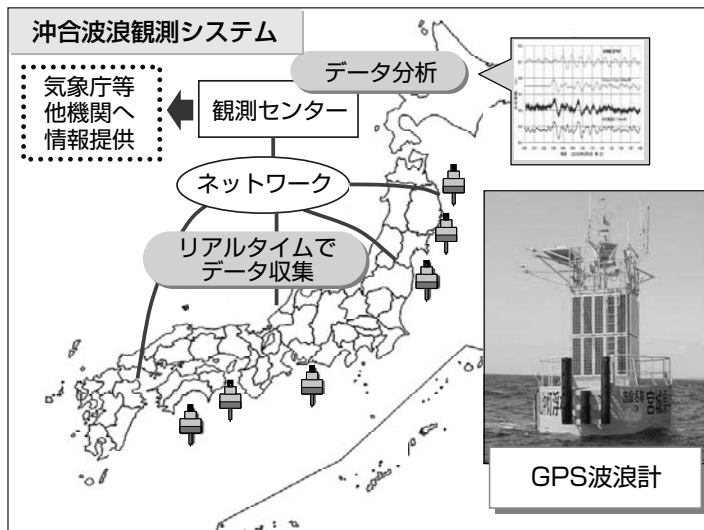 沖合波浪観測システム
データ分析
気象庁等
他機関へ
情報提供
観測センター
ネットワーク
リアルタイムで
データ収集
GPS波浪計